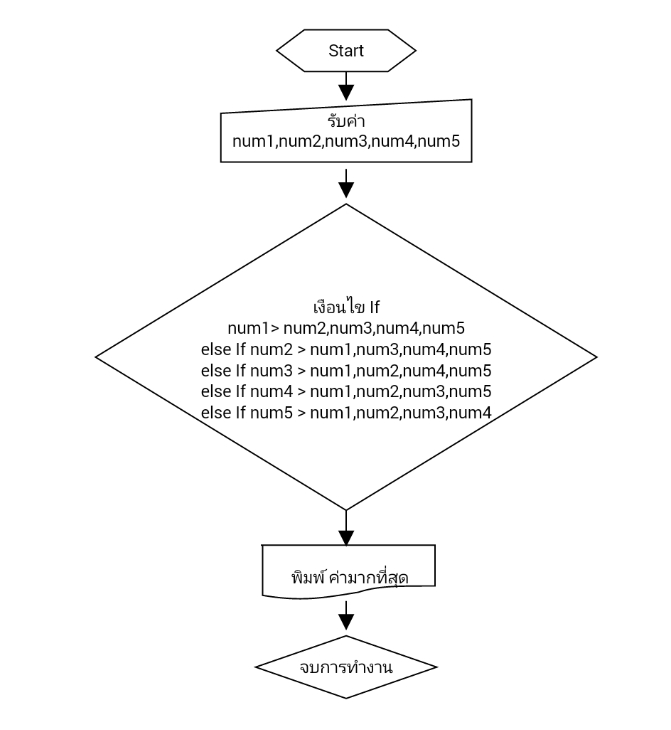 Start
รับค่า
num1,num2,num3,num4,num5
เงือนไข If
num1> num2,num3,num4,num5
else If num2 > num1,num3,num4,num5
else If num3 > num1,num2,num4,num5
else If num4 > num1,num2,num3,num5
else If num5 > num1,num2,num3,num4
พิมพ์ ค่ามากที่สุด
จบการทำงาน